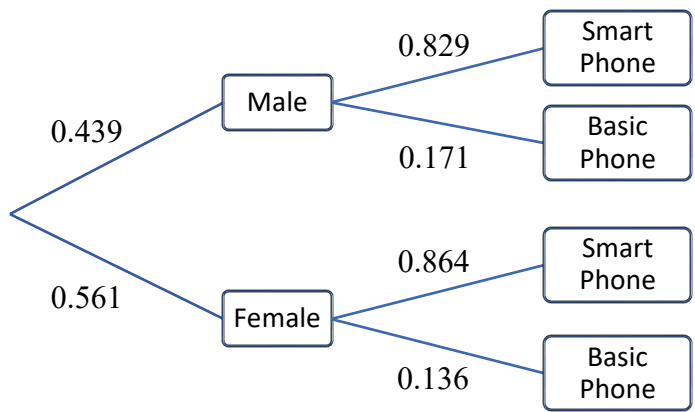 0.829
Smart
Phone
Male
0.439
0.171
Basic
Phone
0.561
Female
0.864
Smart
Phone
0.136
Basic
Phone